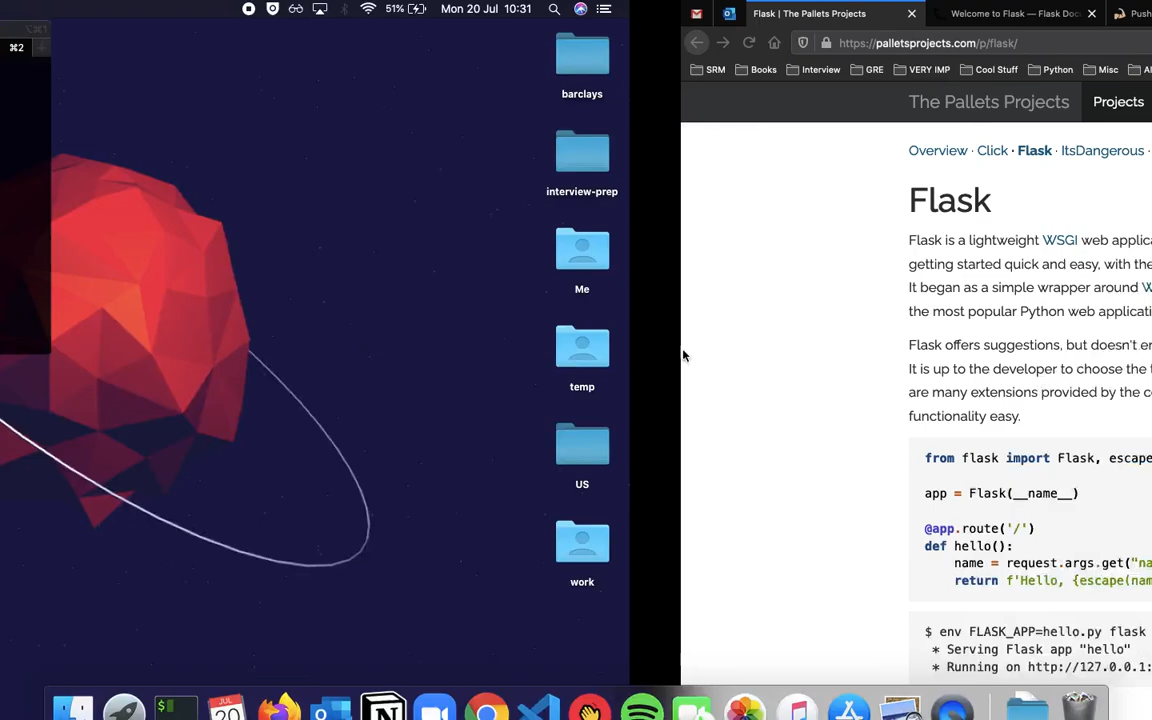 51%
Mon 20 Jul 10:31
⌘2
barclays
interview-prep
Me
temp
US
work
JUL
20
Flask | The Pallets Projects
Welcome to Flask — Flask Doc
Push
https://palletsprojects.com/p/flask/
SRM
Books
Interview
GRE
VERY IMP
Cool Stuff
Python
Misc
The Pallets Projects
Projects
Overview · Click · Flask · ItsDangerous ·
Flask
Flask is a lightweight WSGI web applica
getting started quick and easy, with the
It began as a simple wrapper around W
the most popular Python web applicati
Flask offers suggestions, but doesn't er
It is up to the developer to choose the t
are many extensions provided by the c
functionality easy.
from flask import Flask, escape
app = Flask(__name__)
@app.route('/')
def hello():
name = request.args.get("na
return f'Hello, {escape(nam
$ env FLASK_APP=hello.py flask
* Serving Flask app "hello"
* Running on http://127.0.0.1: